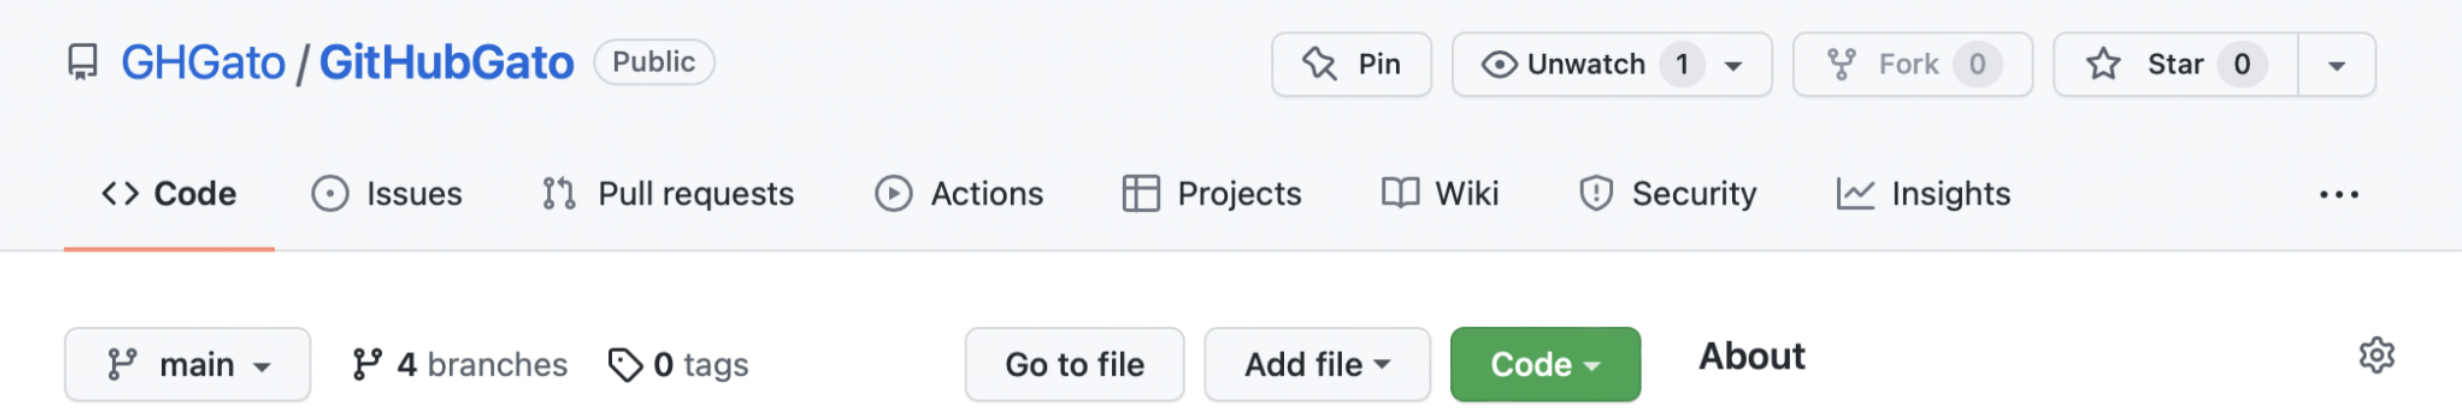 GHGato / GitHubGato Public Pin Unwatch 1 Fork 0 Star 0
Code Issues Pull requests Actions Projects Wiki Security Insights ...
main 4 branches 0 tags Go to file Add file Code About